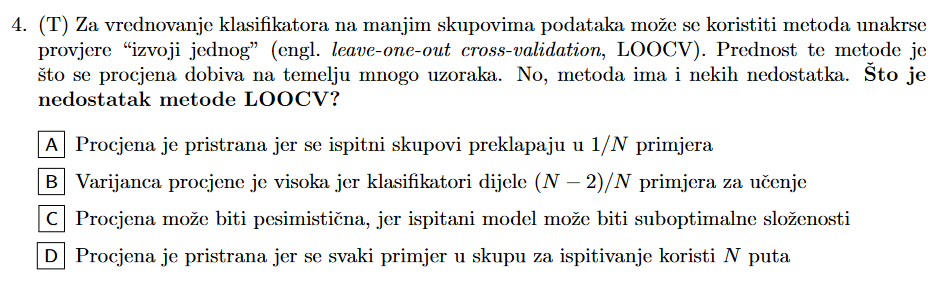 4. (T) Za vrednovanje klasifikatora na manjim skupovima podataka može se koristiti metoda unakrse
provjere “izvoji jednog” (engl. leave-one-out cross-validation, LOOCV). Prednost te metode je
što se procjena dobiva na temelju mnogo uzoraka. No, metoda ima i nekih nedostatka. Što je
nedostatak metode LOOCV?
A Procjena je pristrana jer se ispitni skupovi preklapaju u 1/N primjera
B Varijanca procjene je visoka jer klasifikatori dijele (N − 2)/N primjera za učenje
C Procjena može biti pesimistična, jer ispitani model može biti suboptimalne složenosti
D Procjena je pristrana jer se svaki primjer u skupu za ispitivanje koristi N puta